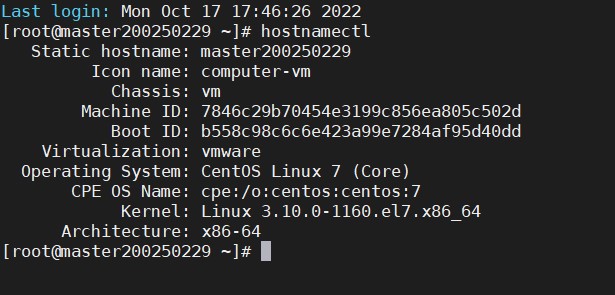 Last login: Mon Oct 17 17:46:26 2022
[root@master200250229 ~]# hostnamectl
Static hostname: master200250229
Icon name: computer-vm
Chassis: vm
Machine ID: 7846c29b70454e3199c856ea805c502d
Boot ID: b558c98c6c6e423a99e7284af95d40dd
Virtualization: vmware
Operating System: CentOS Linux 7 (Core)
CPE OS Name: cpe:/o:centos:centos:7
Kernel: Linux 3.10.0-1160.el7.x86_64
Architecture: x86-64
[root@master200250229 ~]#